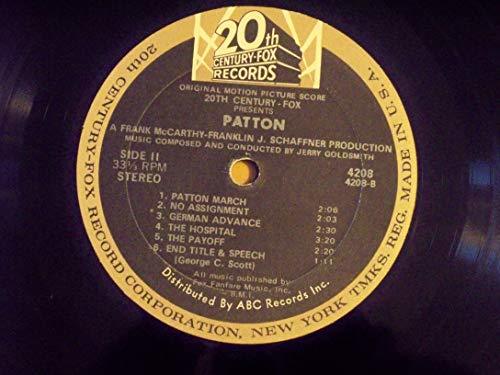 20th
CENTURY-FOX
RECORDS
ORIGINAL MOTION PICTURE SCORE
20TH CENTURY-FOX
PRESENTS
PATTON
A FRANK McCARTHY-FRANKLIN J. SCHAFFNER PRODUCTION
MUSIC COMPOSED AND CONDUCTED BY JERRY GOLDSMITH
SIDE II
33⅓ RPM
STEREO
4208
4208-B
1. PATTON MARCH 2:06
2. NO ASSIGNMENT 2:03
3. GERMAN ADVANCE 2:30
4. THE HOSPITAL 3:20
5. THE PAYOFF 2:20
6. END TITLE & SPEECH 1:11
(George C. Scott)
All music published by
Fox Fanfare Music, Inc.
B.M.I.
Distributed By ABC Records Inc.
20th CENTURY-FOX RECORD CORPORATION, NEW YORK TMKS. REG. MADE IN U.S.A.